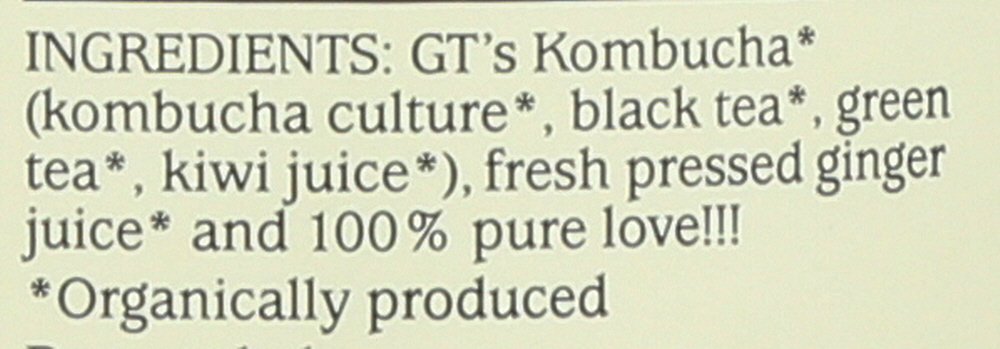 INGREDIENTS: GT's Kombucha*
(kombucha culture*, black tea*, green
tea*, kiwi juice*), fresh pressed ginger
juice* and 100% pure love!!!
*Organically produced